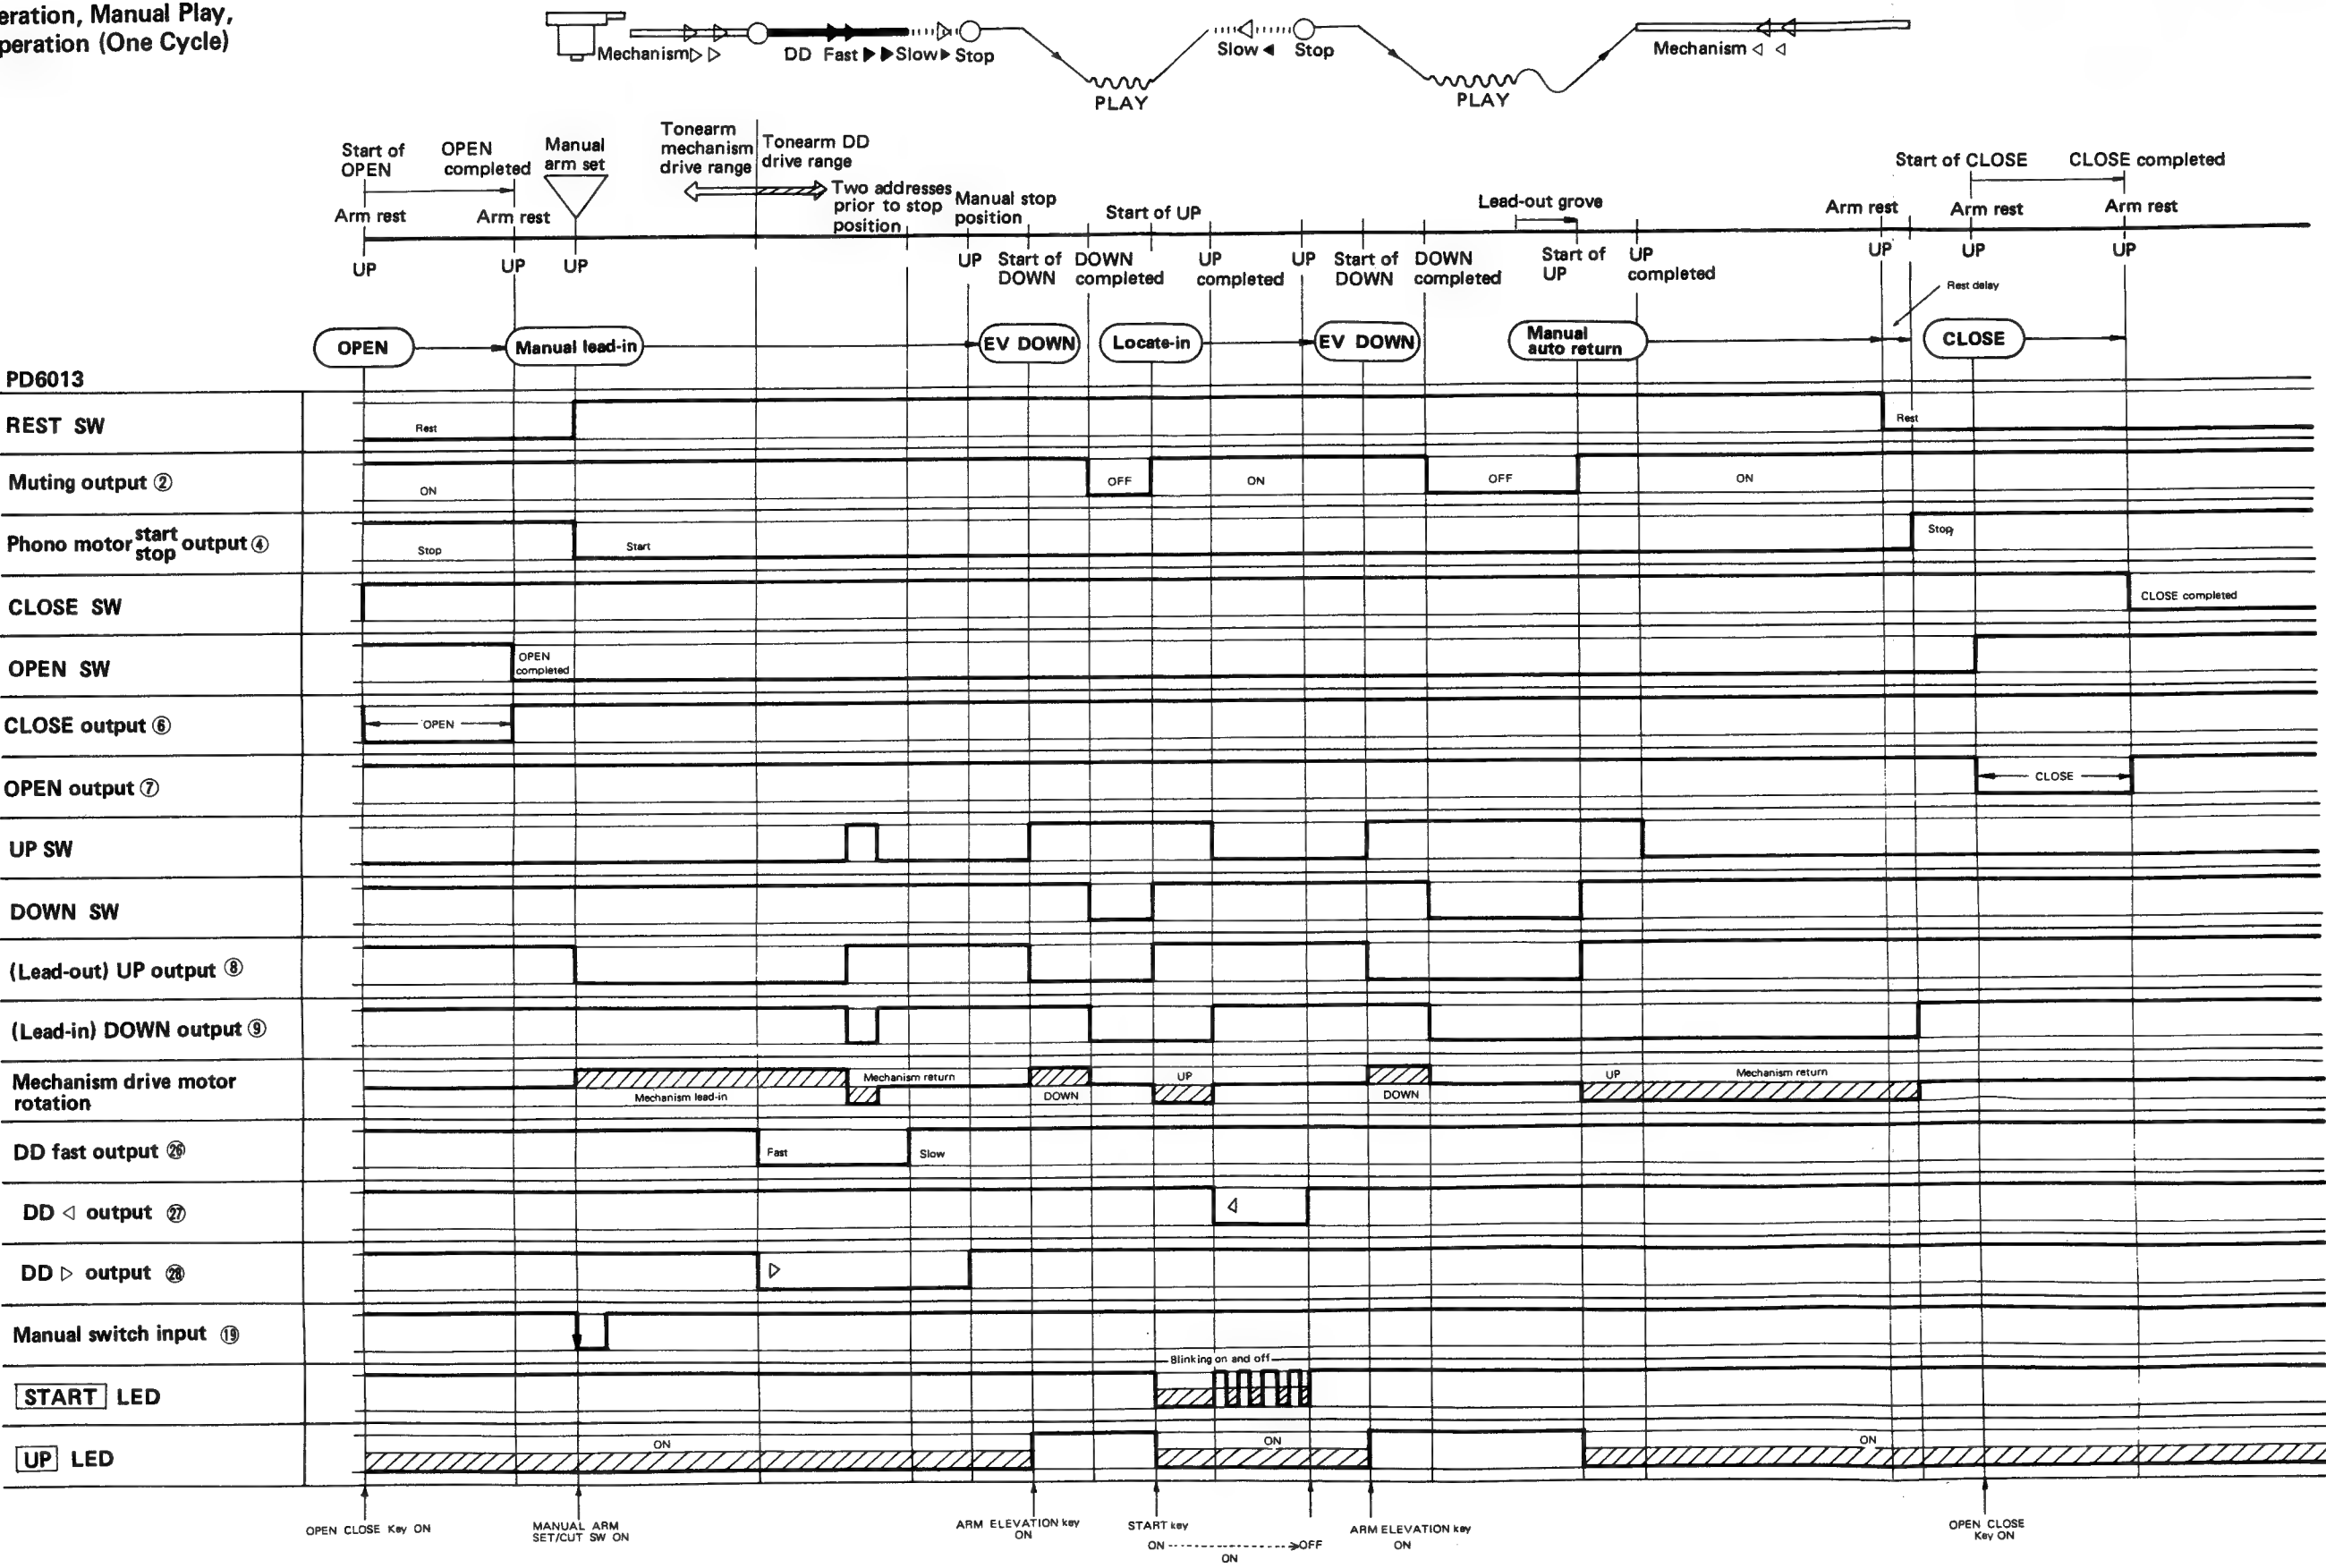 eration, Manual Play,
peration (One Cycle)
Mechanism▷ ▷
DD Fast ▶ ▶Slow▶ Stop
PLAY
Slow ◀ Stop
PLAY
Mechanism ◁ ◁
Start of
OPEN
OPEN
completed
Manual
arm set
Tonearm
mechanism
drive range
Tonearm DD
drive range
Two addresses
prior to stop
position
Manual stop
position
Start of UP
Lead-out grove
Start of CLOSE
CLOSE completed
Arm rest
Arm rest
Arm rest
Arm rest
Arm rest
UP
UP
UP
UP
Start of
DOWN
DOWN
completed
UP
completed
UP
Start of
DOWN
DOWN
completed
Start of
UP
UP
completed
UP
UP
UP
Rest delay
OPEN
Manual lead-in
EV DOWN
Locate-in
EV DOWN
Manual
auto return
CLOSE
PD6013
REST SW
Rest
Rest
Muting output ②
ON
OFF
ON
OFF
ON
Phono motor start stop output ④
Stop
Start
Stop
CLOSE SW
CLOSE completed
OPEN SW
OPEN
completed
CLOSE output ⑥
OPEN
OPEN output ⑦
CLOSE
UP SW
DOWN SW
(Lead-out) UP output ⑧
(Lead-in) DOWN output ⑨
Mechanism drive motor
rotation
Mechanism lead-in
Mechanism return
DOWN
UP
DOWN
UP
Mechanism return
DD fast output ㉖
Fast
Slow
DD ◁ output ㉗
◁
DD ▷ output ㉘
▷
Manual switch input ⑲
START LED
Blinking on and off
UP LED
ON
ON
ON
OPEN CLOSE Key ON
MANUAL ARM
SET/CUT SW ON
ARM ELEVATION key
ON
START key
ON
OFF
ON
ARM ELEVATION key
ON
OPEN CLOSE
Key ON